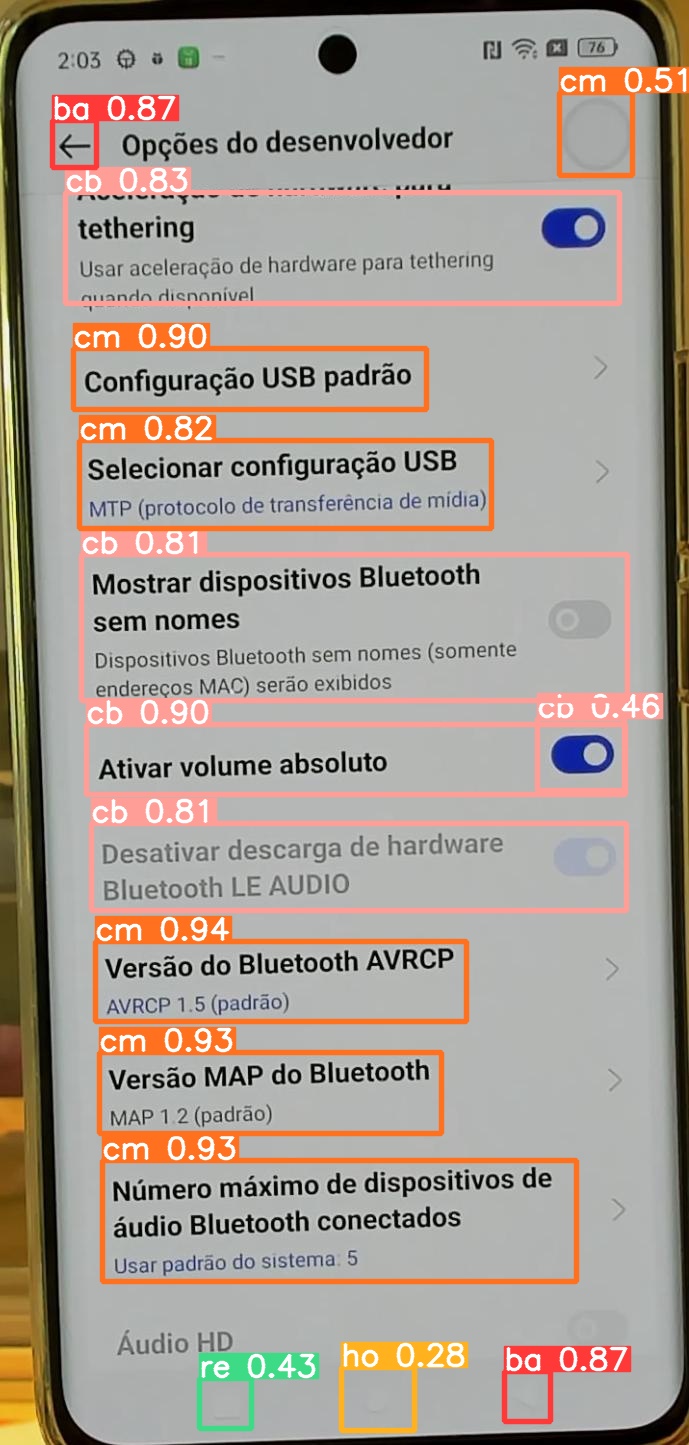 2:03
76
cm 0.51
ba 0.87
Opções do desenvolvedor
cb 0.83
tethering
Usar aceleração de hardware para tethering
quando disponível
cm 0.90
Configuração USB padrão
cm 0.82
Selecionar configuração USB
MTP (protocolo de transferência de mídia)
cb 0.81
Mostrar dispositivos Bluetooth
sem nomes
Dispositivos Bluetooth sem nomes (somente
endereços MAC) serão exibidos
cb 0.90
cb 0.46
Ativar volume absoluto
cb 0.81
Desativar descarga de hardware
Bluetooth LE AUDIO
cm 0.94
Versão do Bluetooth AVRCP
AVRCP 1.5 (padrão)
cm 0.93
Versão MAP do Bluetooth
MAP 1.2 (padrão)
cm 0.93
Número máximo de dispositivos de
áudio Bluetooth conectados
Usar padrão do sistema: 5
Áudio HD
re 0.43
ho 0.28
ba 0.87